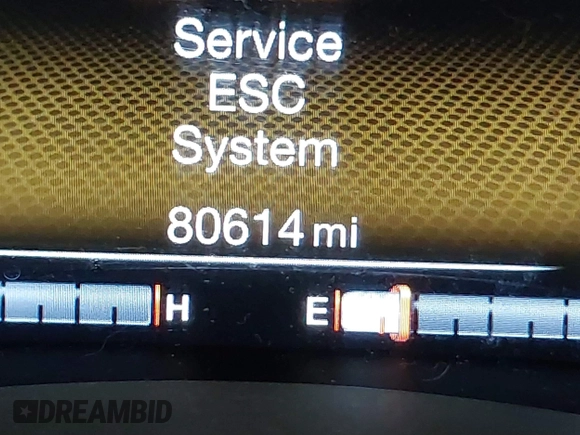 Service
ESC
System
80614 mi
H E
DREAMBID